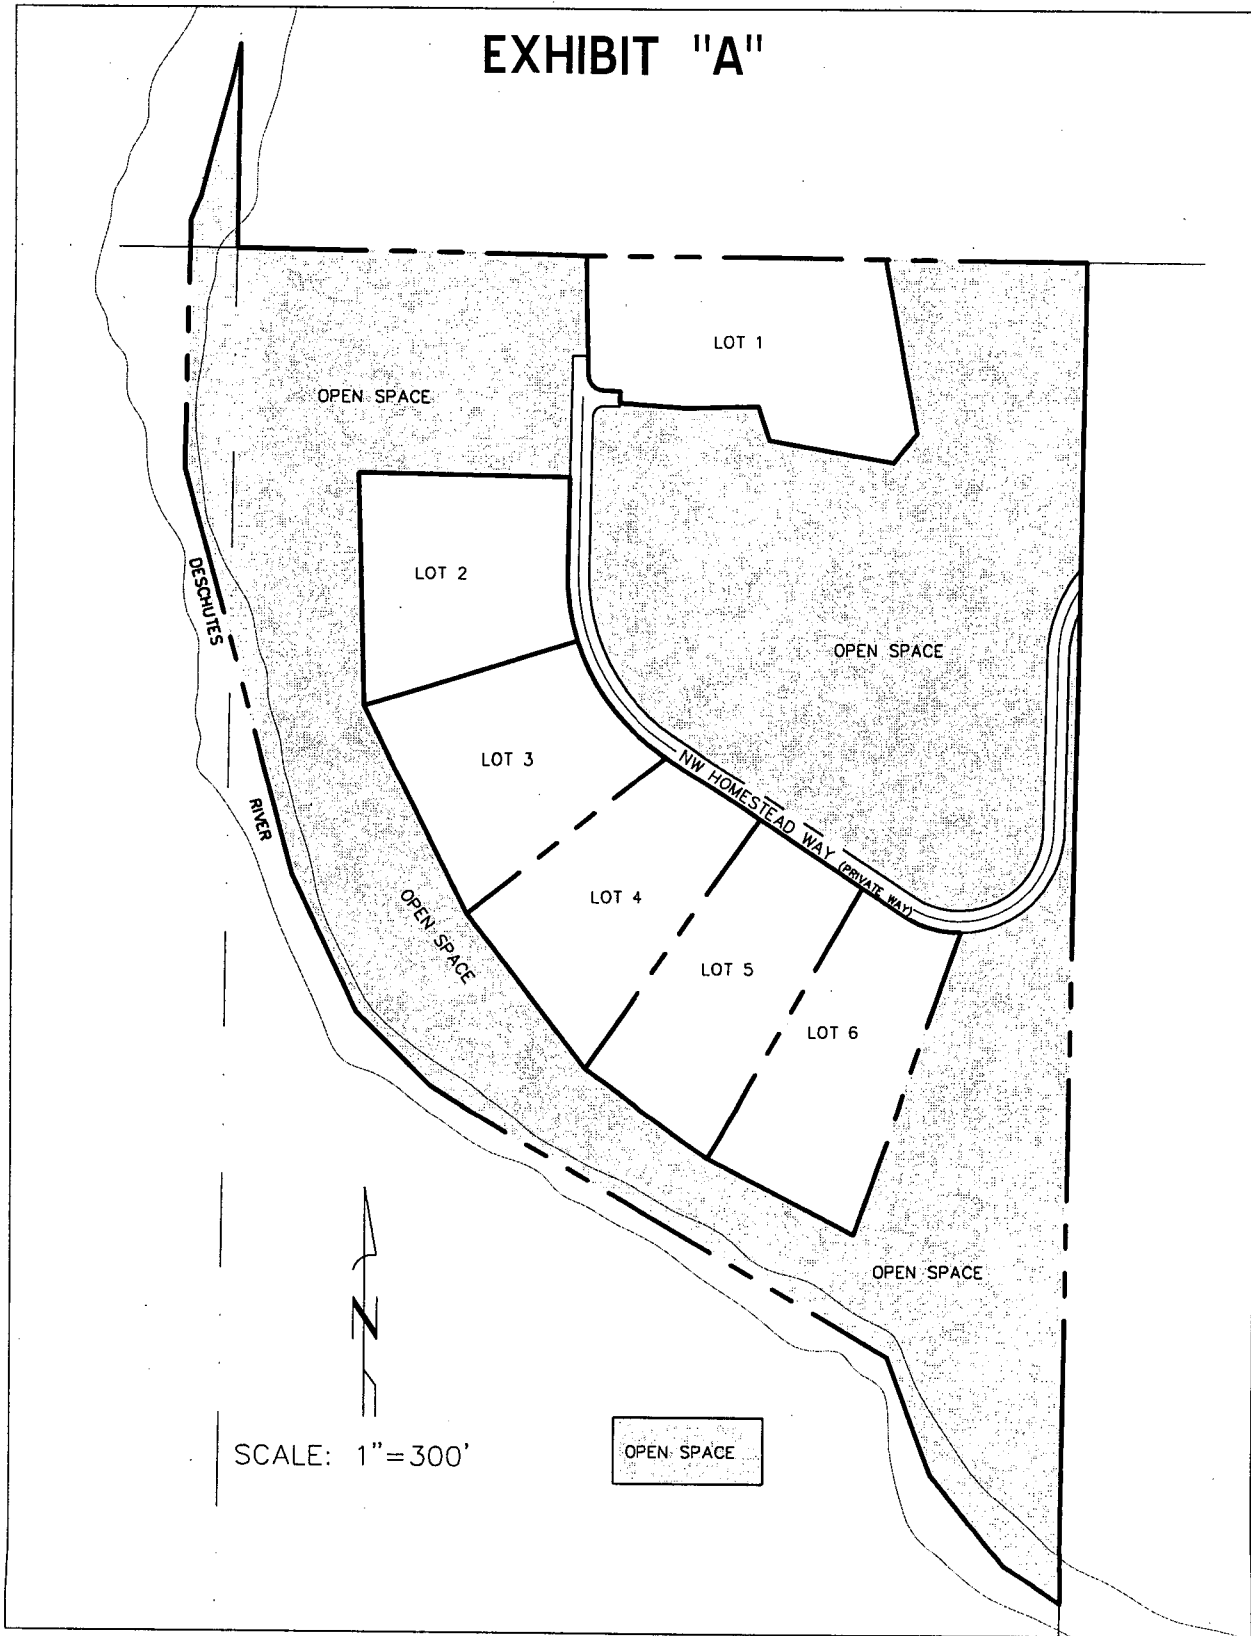 EXHIBIT "A"
LOT 1
OPEN SPACE
LOT 2
DESCHUTES
OPEN SPACE
LOT 3
NW HOMESTEAD WAY (PRIVATE WAY)
RIVER
LOT 4
OPEN SPACE
LOT 5
LOT 6
OPEN SPACE
N
SCALE: 1"=300'
OPEN SPACE